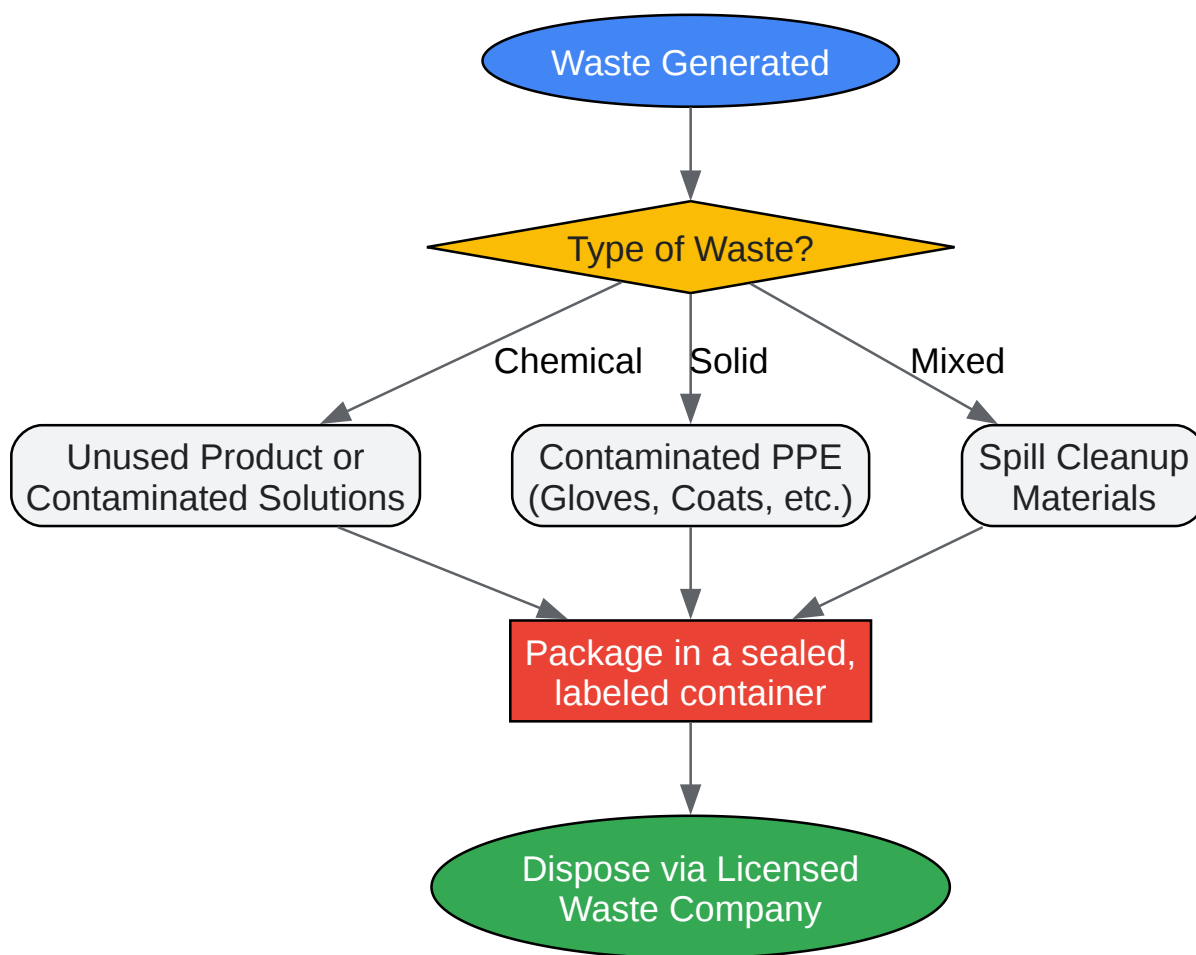 Waste Generated
Type of Waste?
Chemical
Solid
Mixed
Unused Product or
Contaminated Solutions
Contaminated PPE
(Gloves, Coats, etc.)
Spill Cleanup
Materials
Package in a sealed,
labeled container
Dispose via Licensed
Waste Company